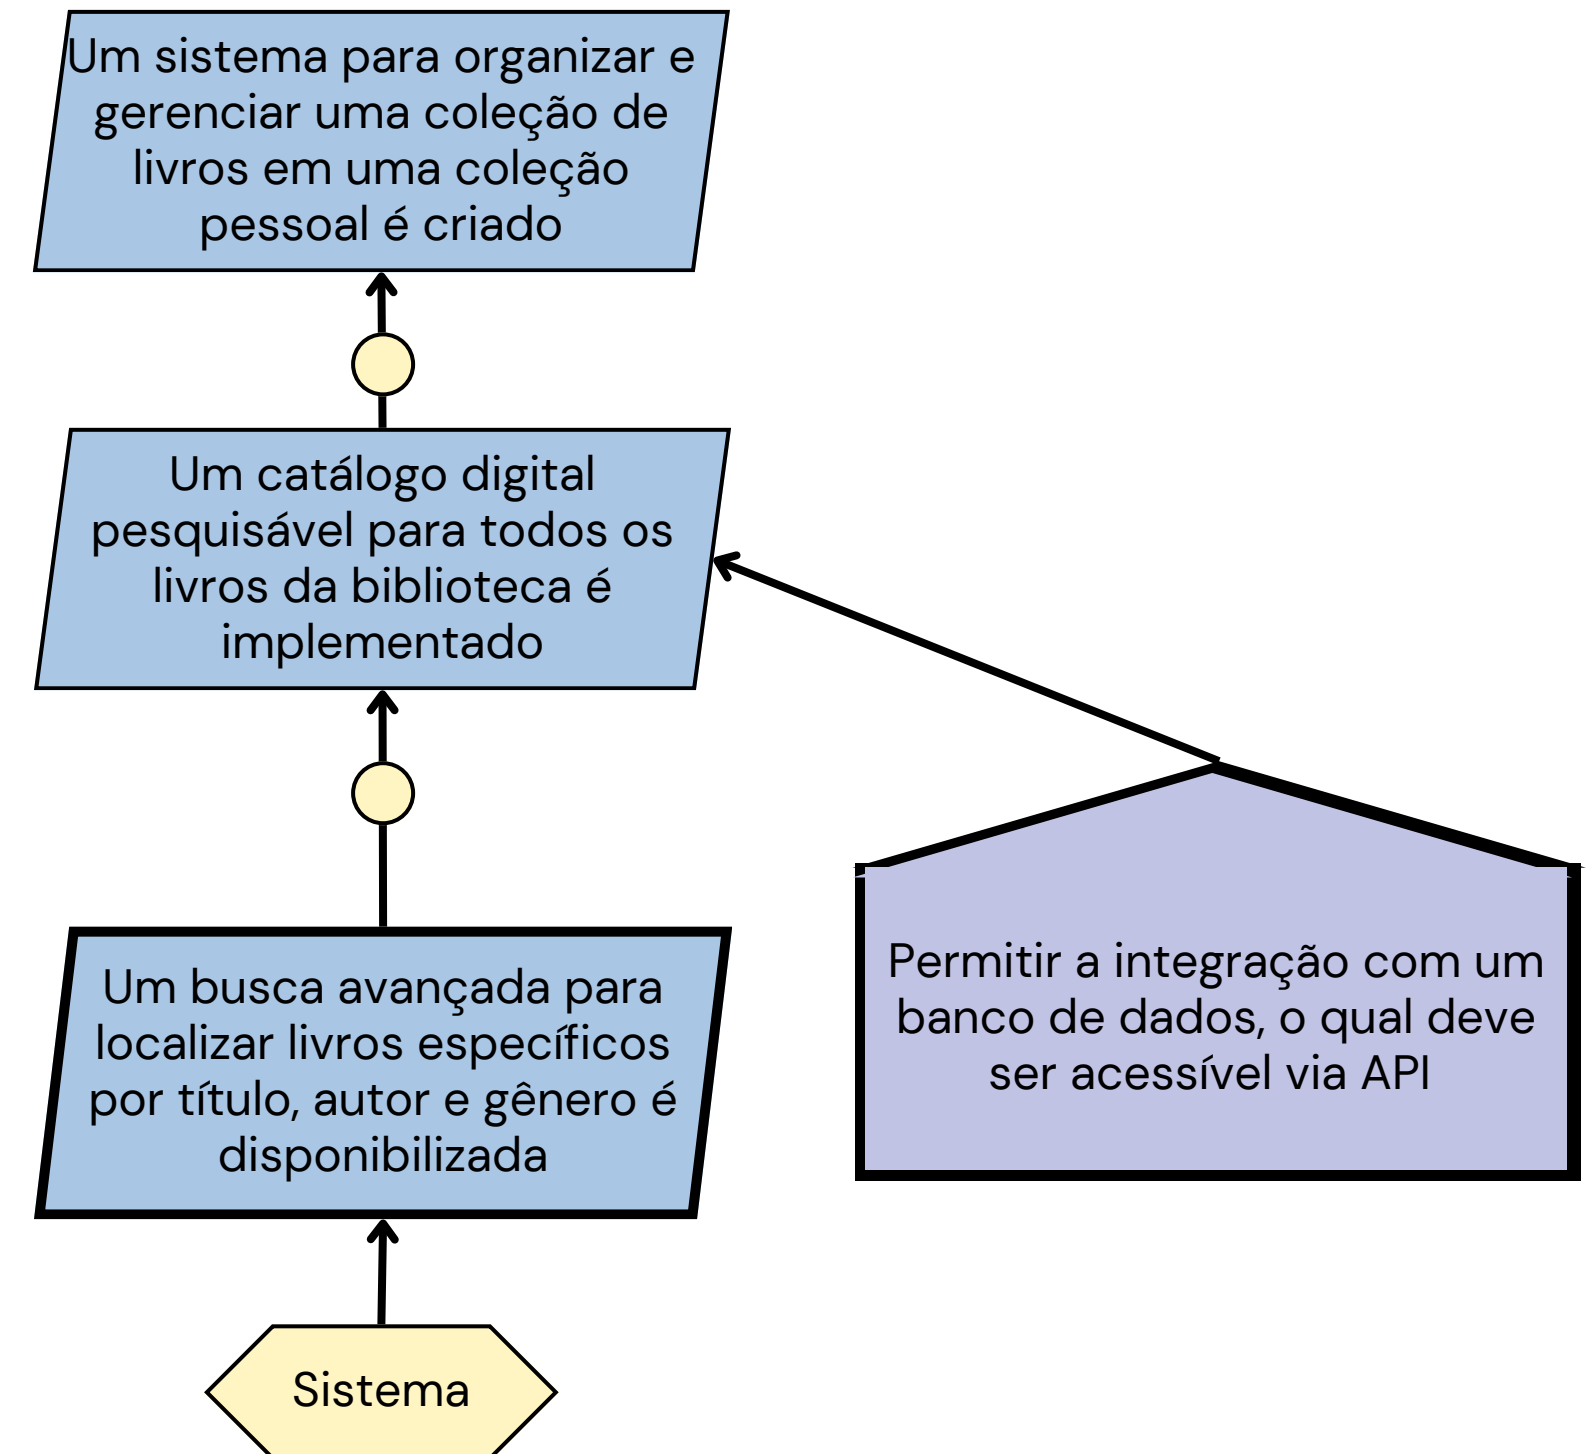 Um sistema para organizar e
gerenciar uma coleção de
livros em uma coleção
pessoal é criado
Um catálogo digital
pesquisável para todos os
livros da biblioteca é
implementado
Um busca avançada para
localizar livros específicos
por título, autor e gênero é
disponibilizada
Permitir a integração com um
banco de dados, o qual deve
ser acessível via API
Sistema